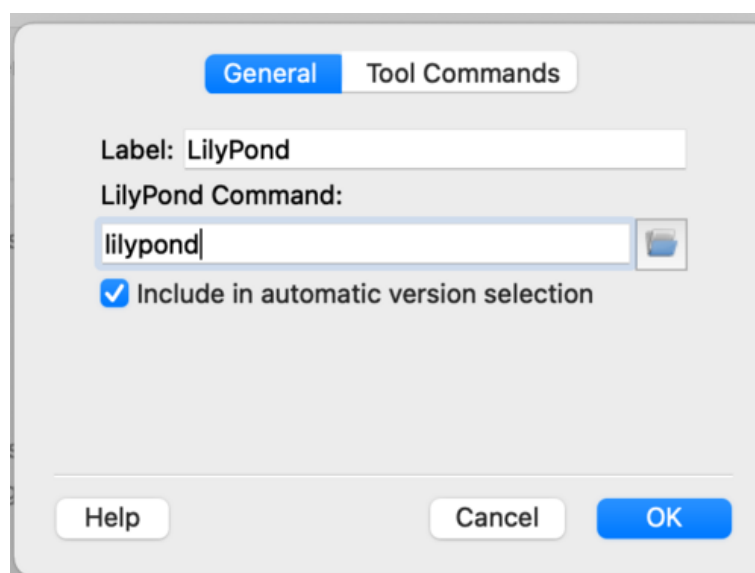 General Tool Commands
Label: LilyPond
LilyPond Command:
lilypond
Include in automatic version selection
Help Cancel OK